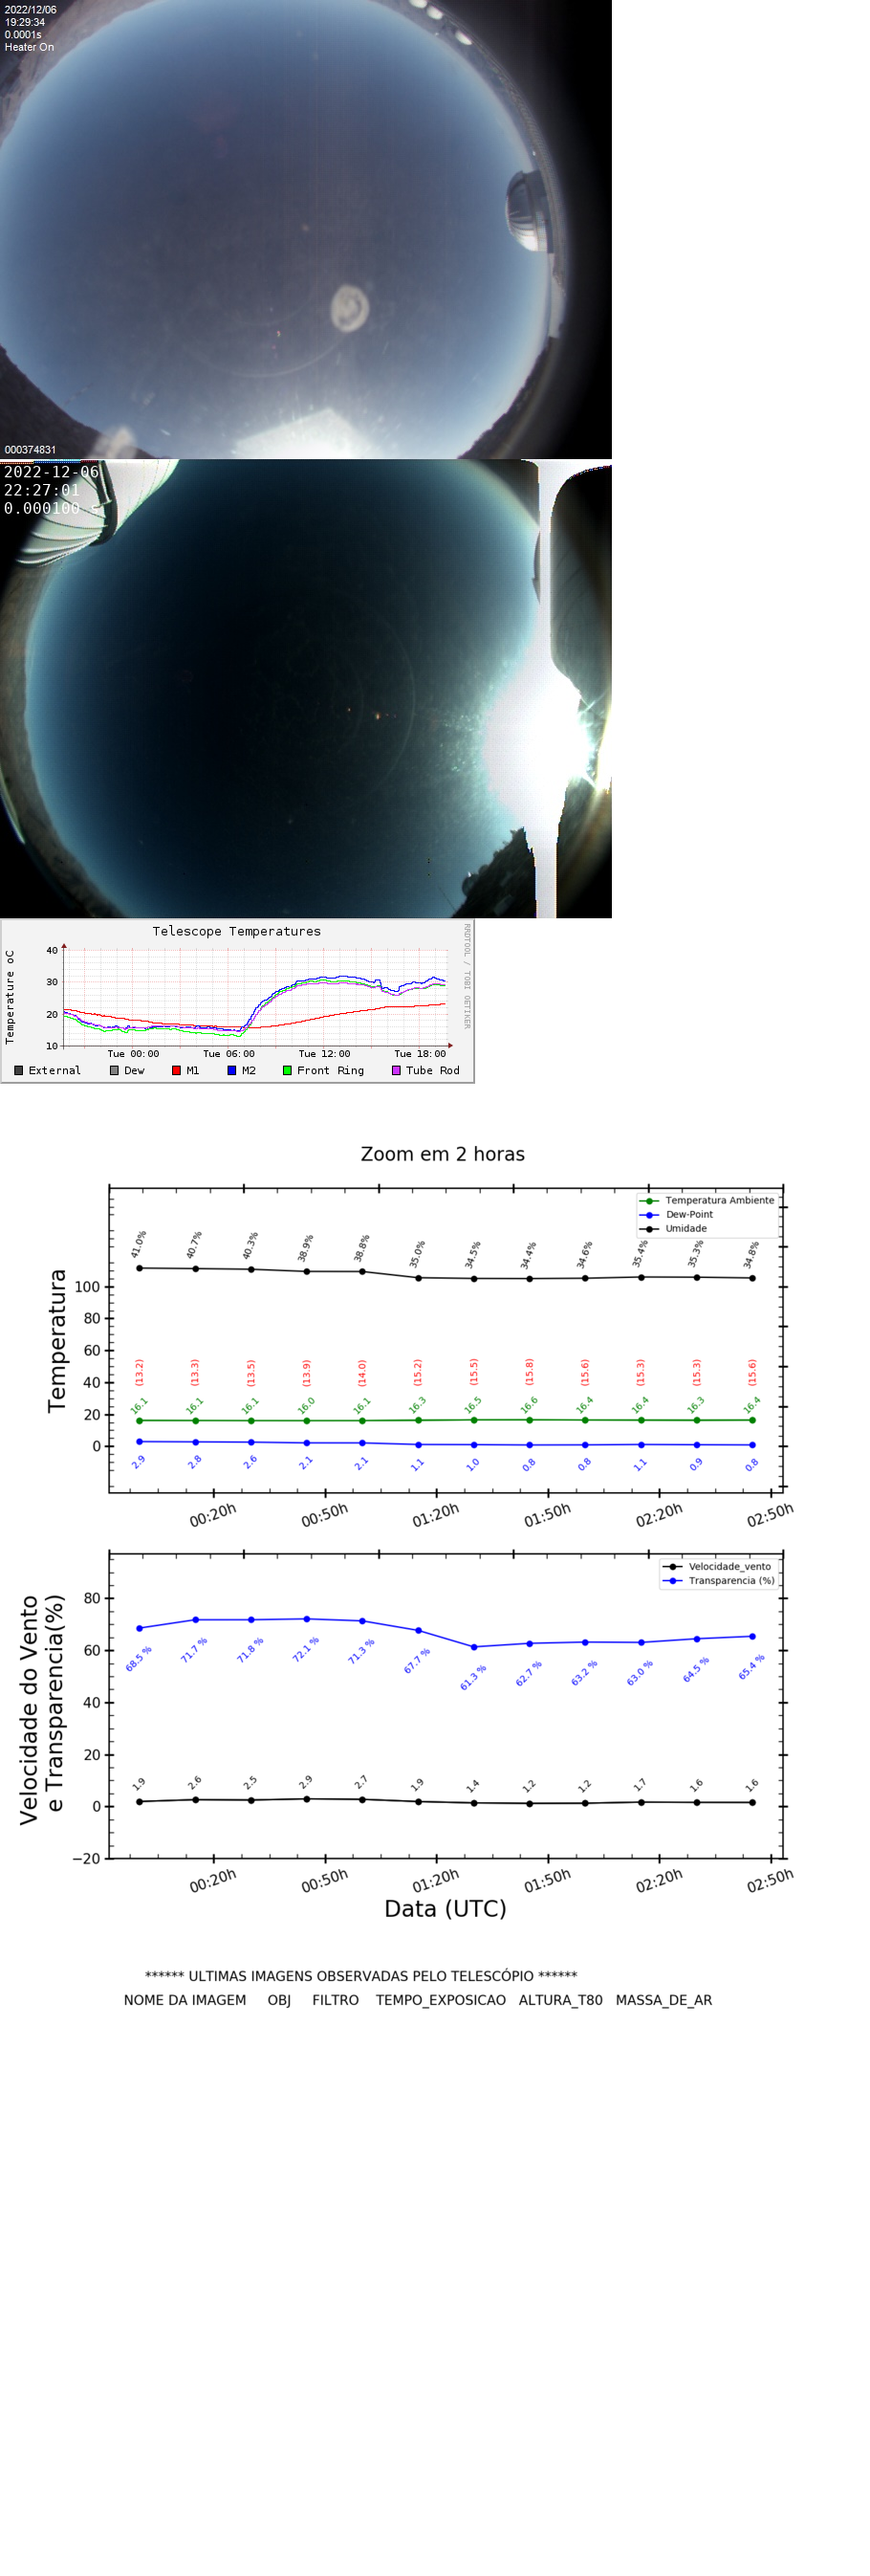 2022/12/06
19:29:34
0.0001s
Heater On
000374831
2022-12-06
22:27:01
0.000100 s
Telescope Temperatures
RRDTOOL / TOBI OETIKER
Temperature oC
40
30
20
10
Tue 00:00 Tue 06:00 Tue 12:00 Tue 18:00
External Dew M1 M2 Front Ring Tube Rod
Zoom em 2 horas
Temperatura Ambiente
Dew-Point
Umidade
41.0% 40.7% 40.3% 38.9% 38.8% 35.0% 34.5% 34.4% 34.6% 35.4% 35.3% 34.8%
Temperatura
100
80
60
40
20
0
(13.2) (13.3) (13.5) (13.9) (14.0) (15.2) (15.5) (15.8) (15.6) (15.3) (15.3) (15.6)
16.1 16.1 16.1 16.0 16.1 16.3 16.5 16.6 16.4 16.4 16.3 16.4
2.9 2.8 2.6 2.1 2.1 1.1 1.0 0.8 0.8 1.1 0.9 0.8
00:20h 00:50h 01:20h 01:50h 02:20h 02:50h
Velocidade_vento
Transparencia (%)
Velocidade do Vento
e Transparencia(%)
80
60
40
20
0
−20
68.5 % 71.7 % 71.8 % 72.1 % 71.3 % 67.7 % 61.3 % 62.7 % 63.2 % 63.0 % 64.5 % 65.4 %
1.9 2.6 2.5 2.9 2.7 1.9 1.4 1.2 1.2 1.7 1.6 1.6
00:20h 00:50h 01:20h 01:50h 02:20h 02:50h
Data (UTC)
****** ULTIMAS IMAGENS OBSERVADAS PELO TELESCÓPIO ******
NOME DA IMAGEM OBJ FILTRO TEMPO_EXPOSICAO ALTURA_T80 MASSA_DE_AR